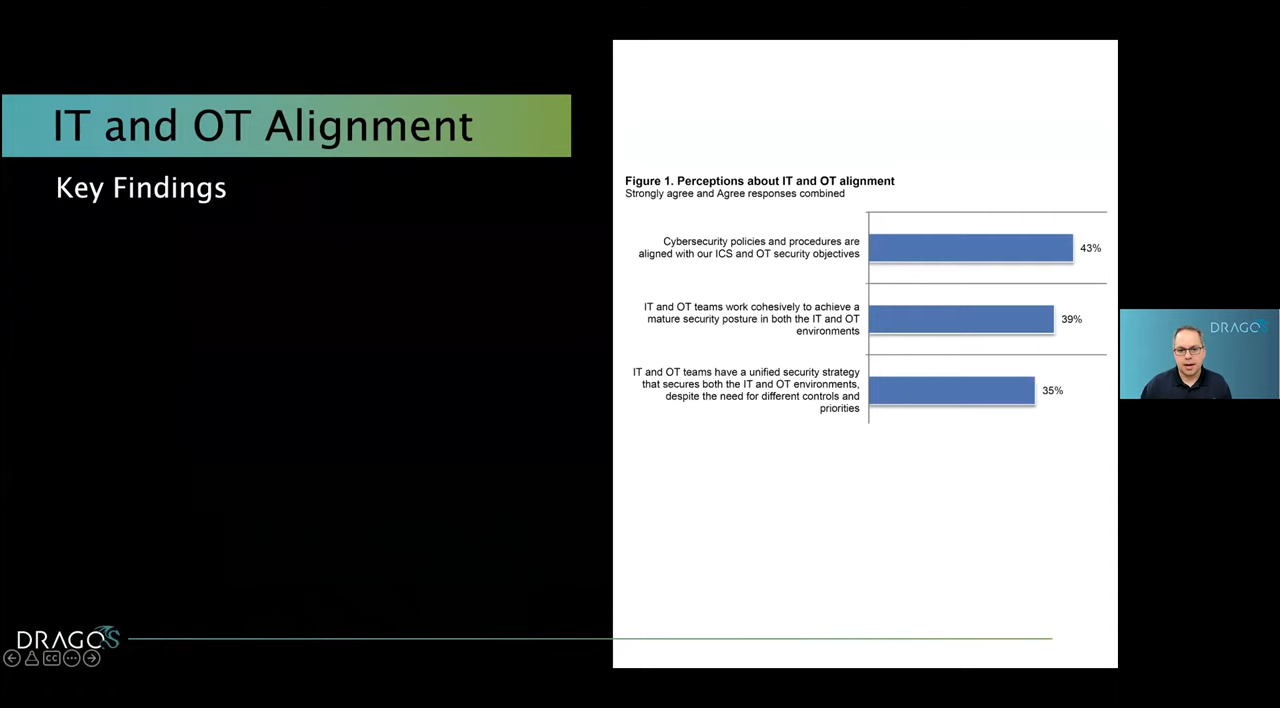 IT and OT Alignment
Key Findings
Figure 1. Perceptions about IT and OT alignment
Strongly agree and Agree responses combined
Cybersecurity policies and procedures are
aligned with our ICS and OT security objectives
43%
IT and OT teams work cohesively to achieve a
mature security posture in both the IT and OT
environments
39%
IT and OT teams have a unified security strategy
that secures both the IT and OT environments,
despite the need for different controls and
priorities
35%
DRAGOS
DRAGOS
CC